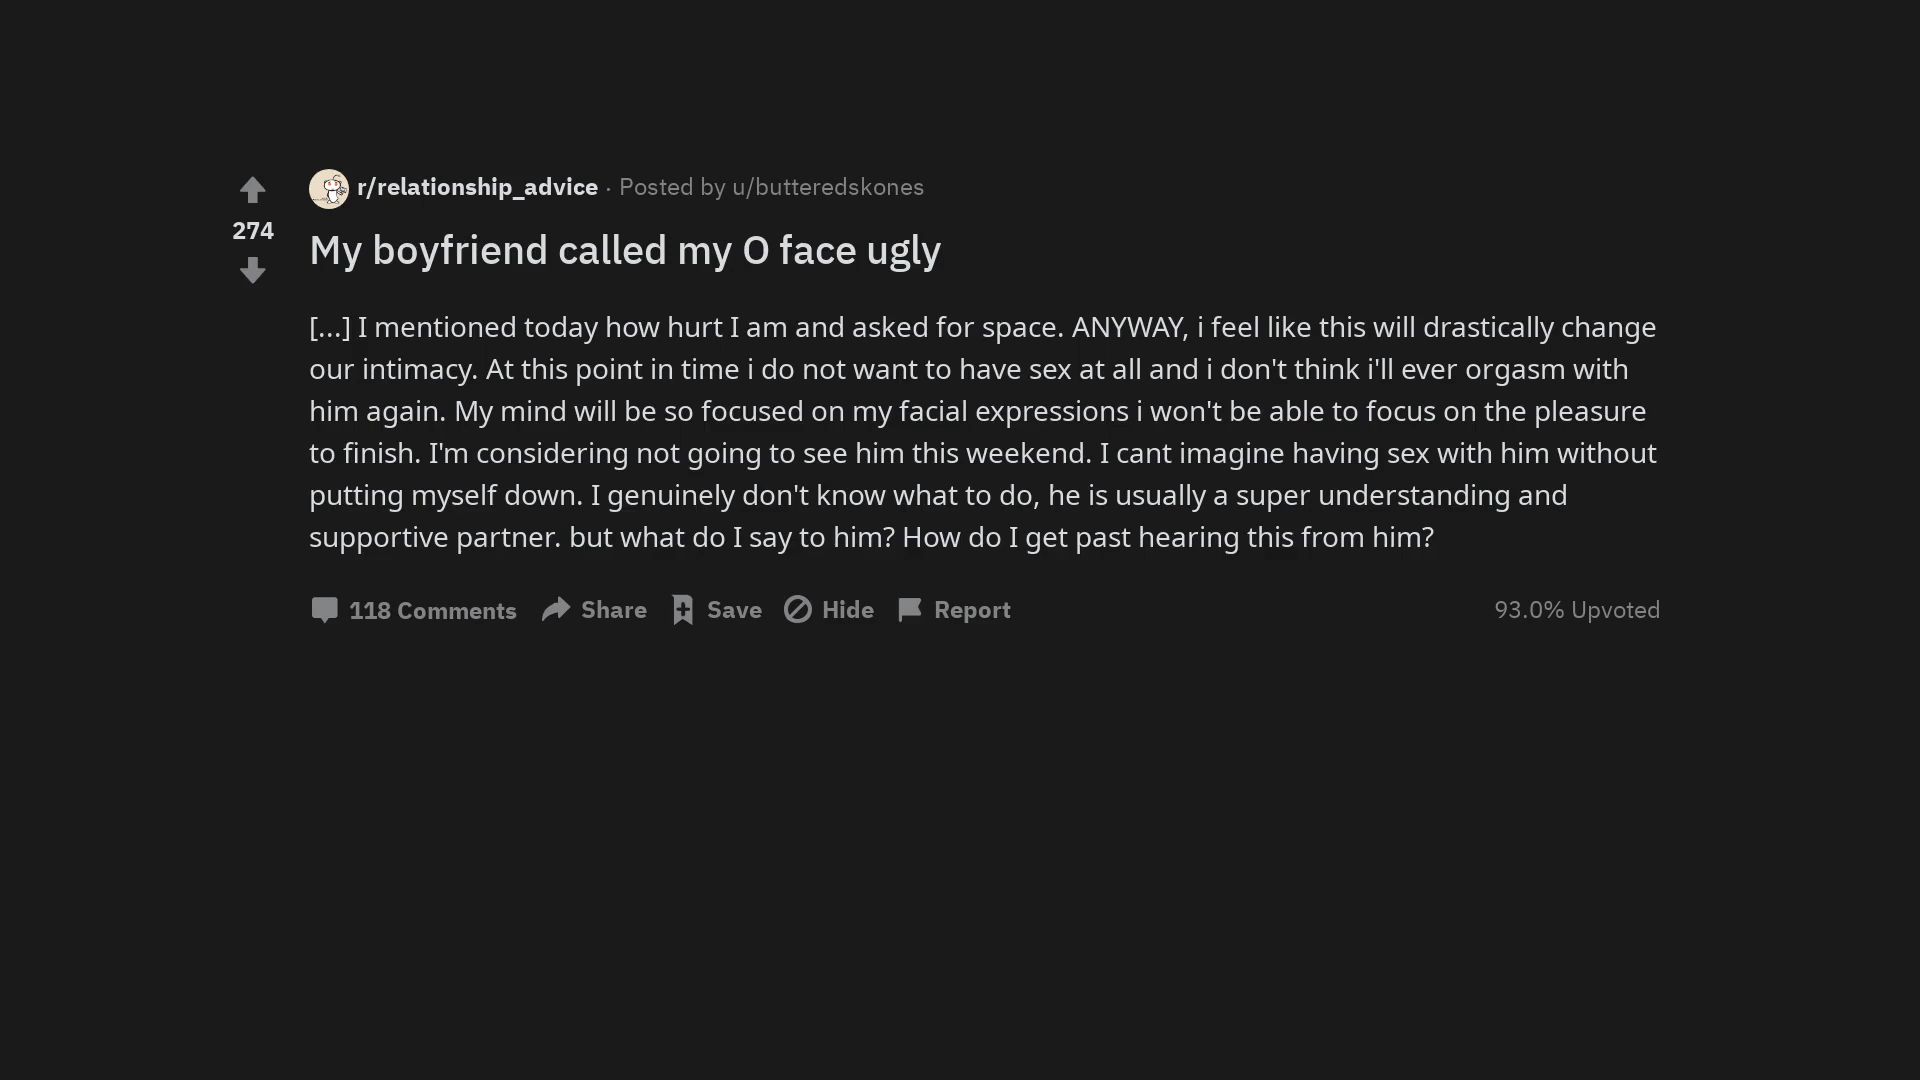 r/relationship_advice · Posted by u/butteredskones
274
My boyfriend called my O face ugly
[...] I mentioned today how hurt I am and asked for space. ANYWAY, i feel like this will drastically change
our intimacy. At this point in time i do not want to have sex at all and i don't think i'll ever orgasm with
him again. My mind will be so focused on my facial expressions i won't be able to focus on the pleasure
to finish. I'm considering not going to see him this weekend. I cant imagine having sex with him without
putting myself down. I genuinely don't know what to do, he is usually a super understanding and
supportive partner. but what do I say to him? How do I get past hearing this from him?
118 Comments Share Save Hide Report 93.0% Upvoted